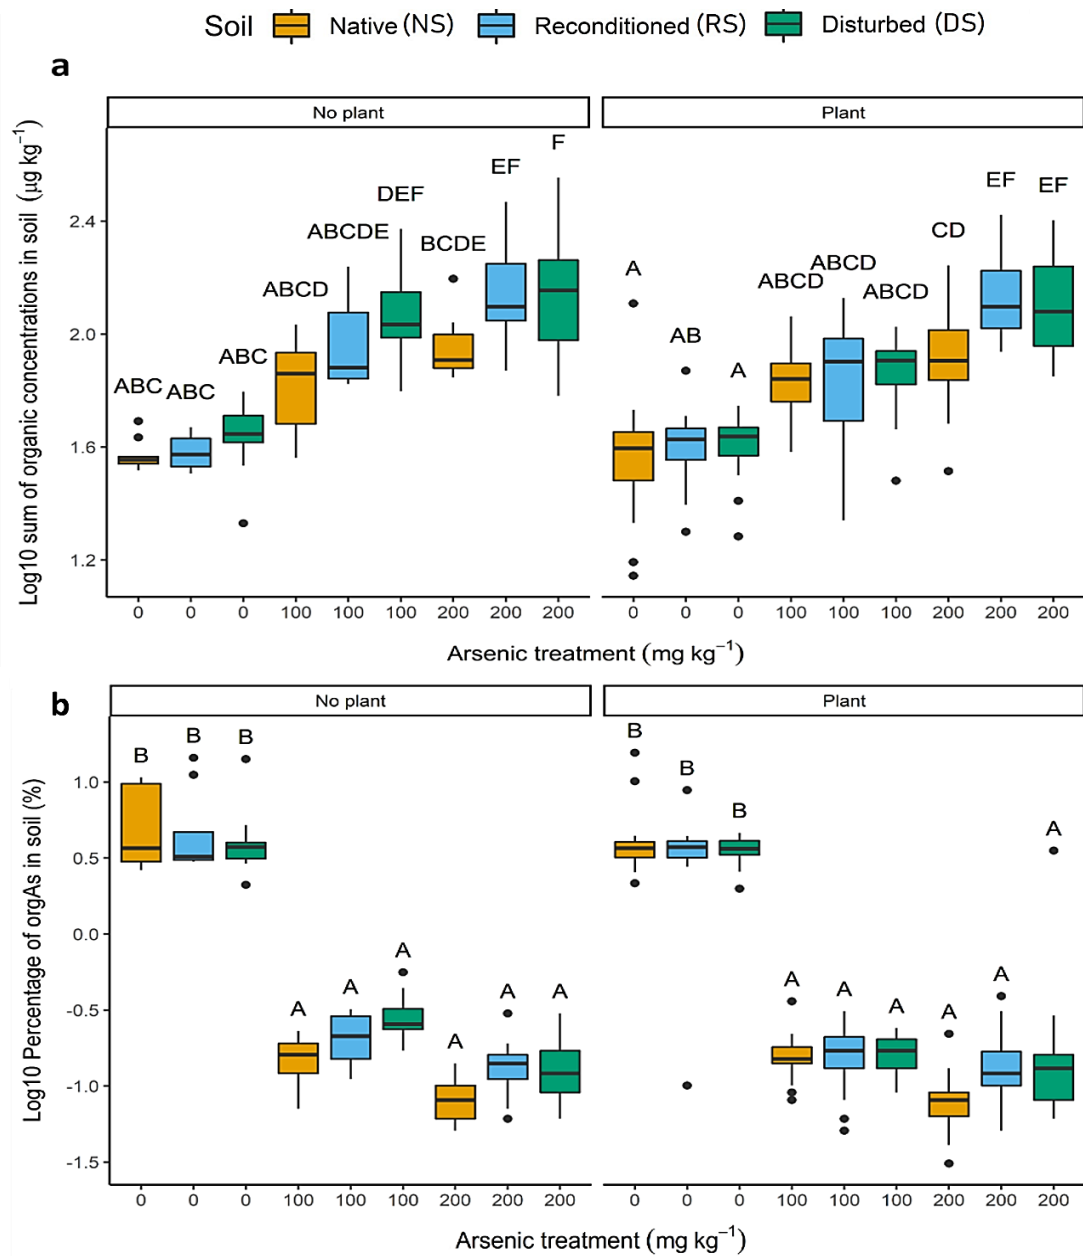 Soil Native (NS) Reconditioned (RS) Disturbed (DS)
a
No plant
Plant
Log10 sum of organic concentrations in soil (µg kg⁻¹)
2.4
2.0
1.6
1.2
ABC ABC ABC ABCD ABCDE DEF BCDE EF F
A AB A ABCD ABCD ABCD CD EF EF
0 0 0 100 100 100 200 200 200
0 0 0 100 100 100 200 200 200
Arsenic treatment (mg kg⁻¹)
b
No plant
Plant
Log10 Percentage of orgAs in soil (%)
1.0
0.5
0.0
-0.5
-1.0
-1.5
B B B A A A A A A
B B B A A A A A A
0 0 0 100 100 100 200 200 200
0 0 0 100 100 100 200 200 200
Arsenic treatment (mg kg⁻¹)